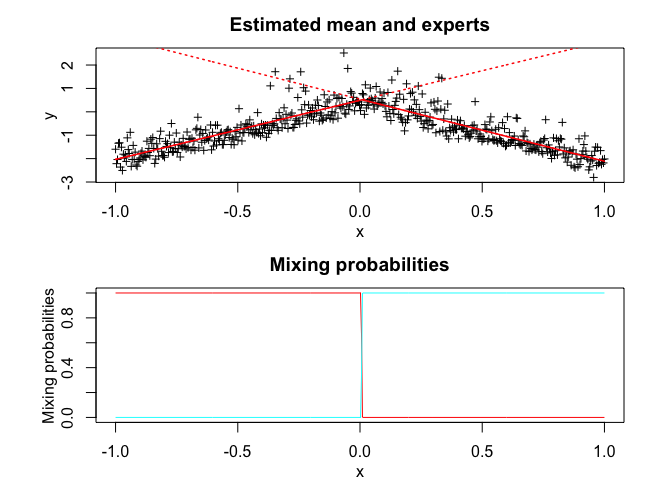 Estimated mean and experts
y
2
1
-1
-3
-1.0 -0.5 0.0 0.5 1.0
x
Mixing probabilities
Mixing probabilities
0.8
0.4
0.0
-1.0 -0.5 0.0 0.5 1.0
x